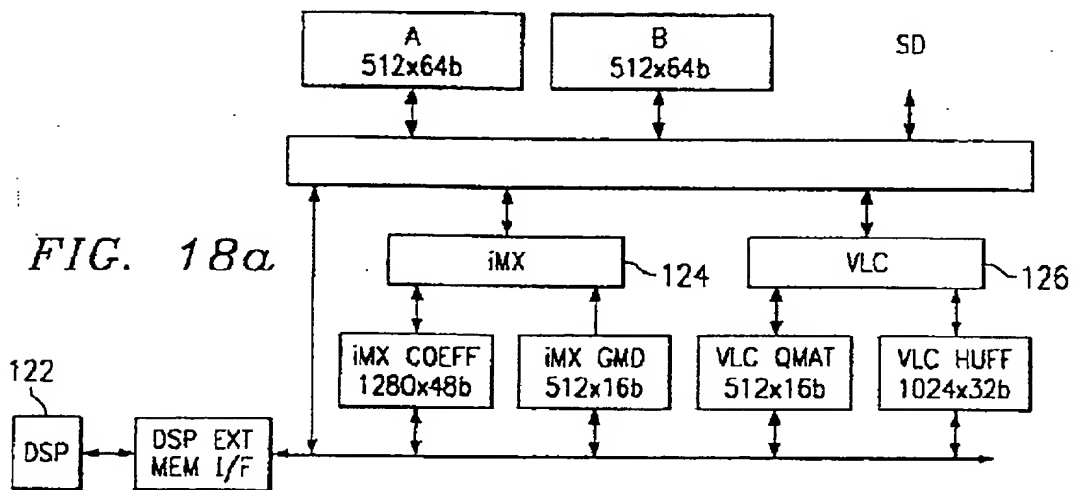 A
512x64b
B
512x64b
SD
FIG. 18a
iMX
124
VLC
126
iMX COEFF
1280x48b
iMX GMD
512x16b
VLC QMAT
512x16b
VLC HUFF
1024x32b
122
DSP
DSP EXT
MEM I/F